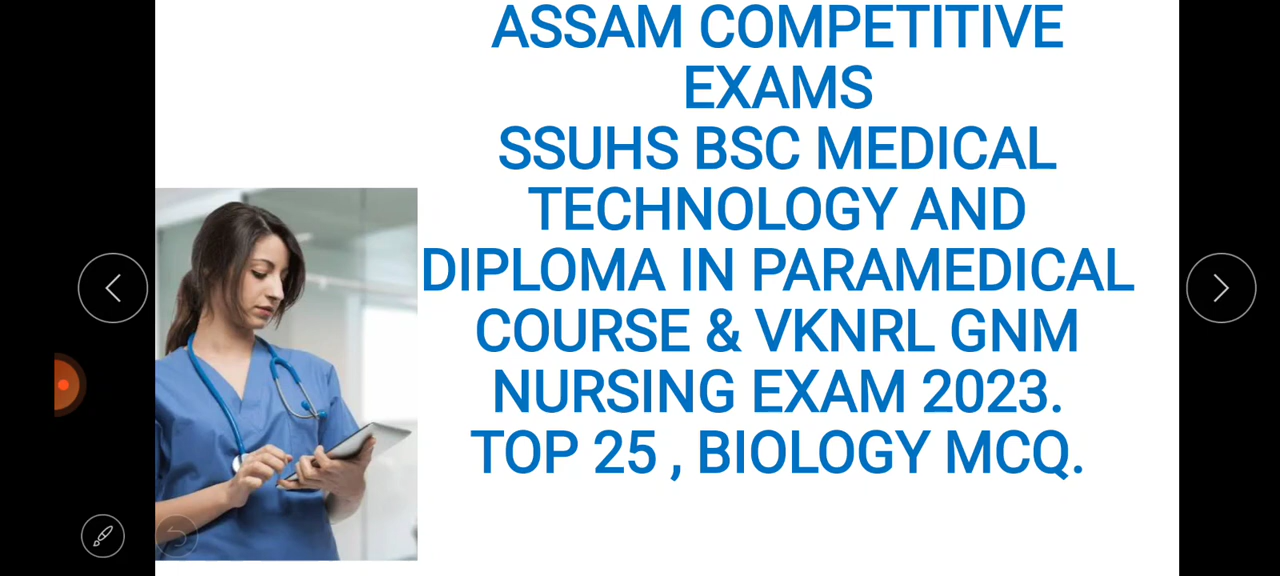 ASSAM COMPETITIVE
EXAMS
SSUHS BSC MEDICAL
TECHNOLOGY AND
DIPLOMA IN PARAMEDICAL
COURSE & VKNRL GNM
NURSING EXAM 2023.
TOP 25 , BIOLOGY MCQ.